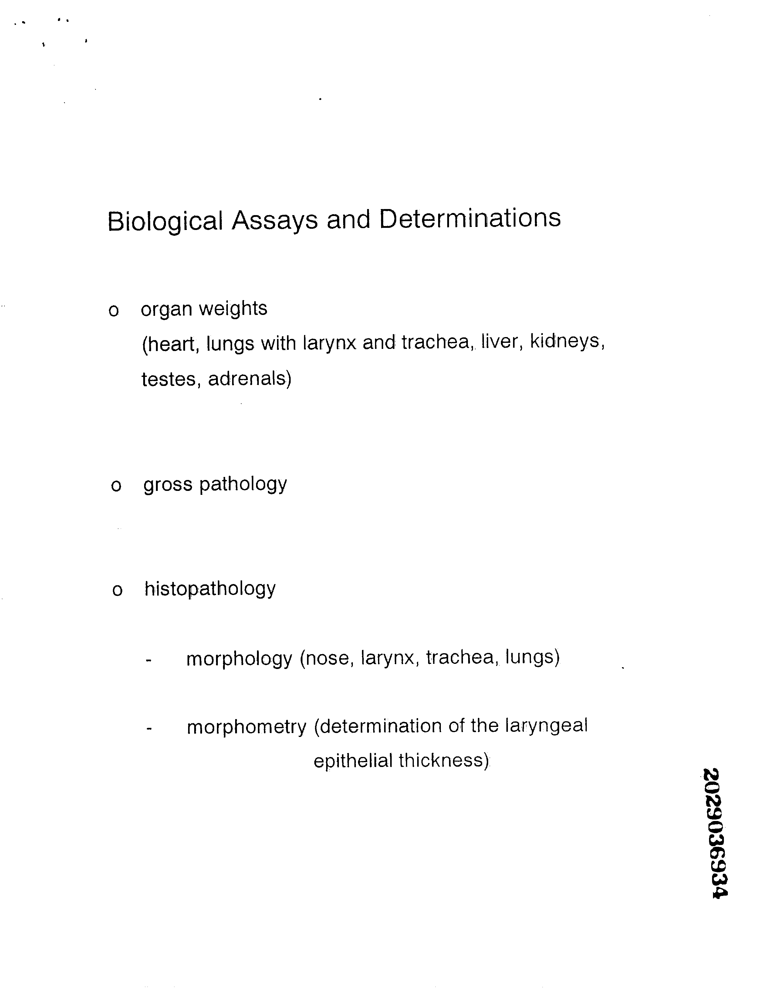 Biological Assays and Determinations
o organ weights
(heart, lungs with larynx and trachea, liver, kidneys,
testes, adrenals)
o gross pathology
o histopathology
- morphology (nose, larynx, trachea, lungs)
- morphometry (determination of the laryngeal
epithelial thickness)
2029036934